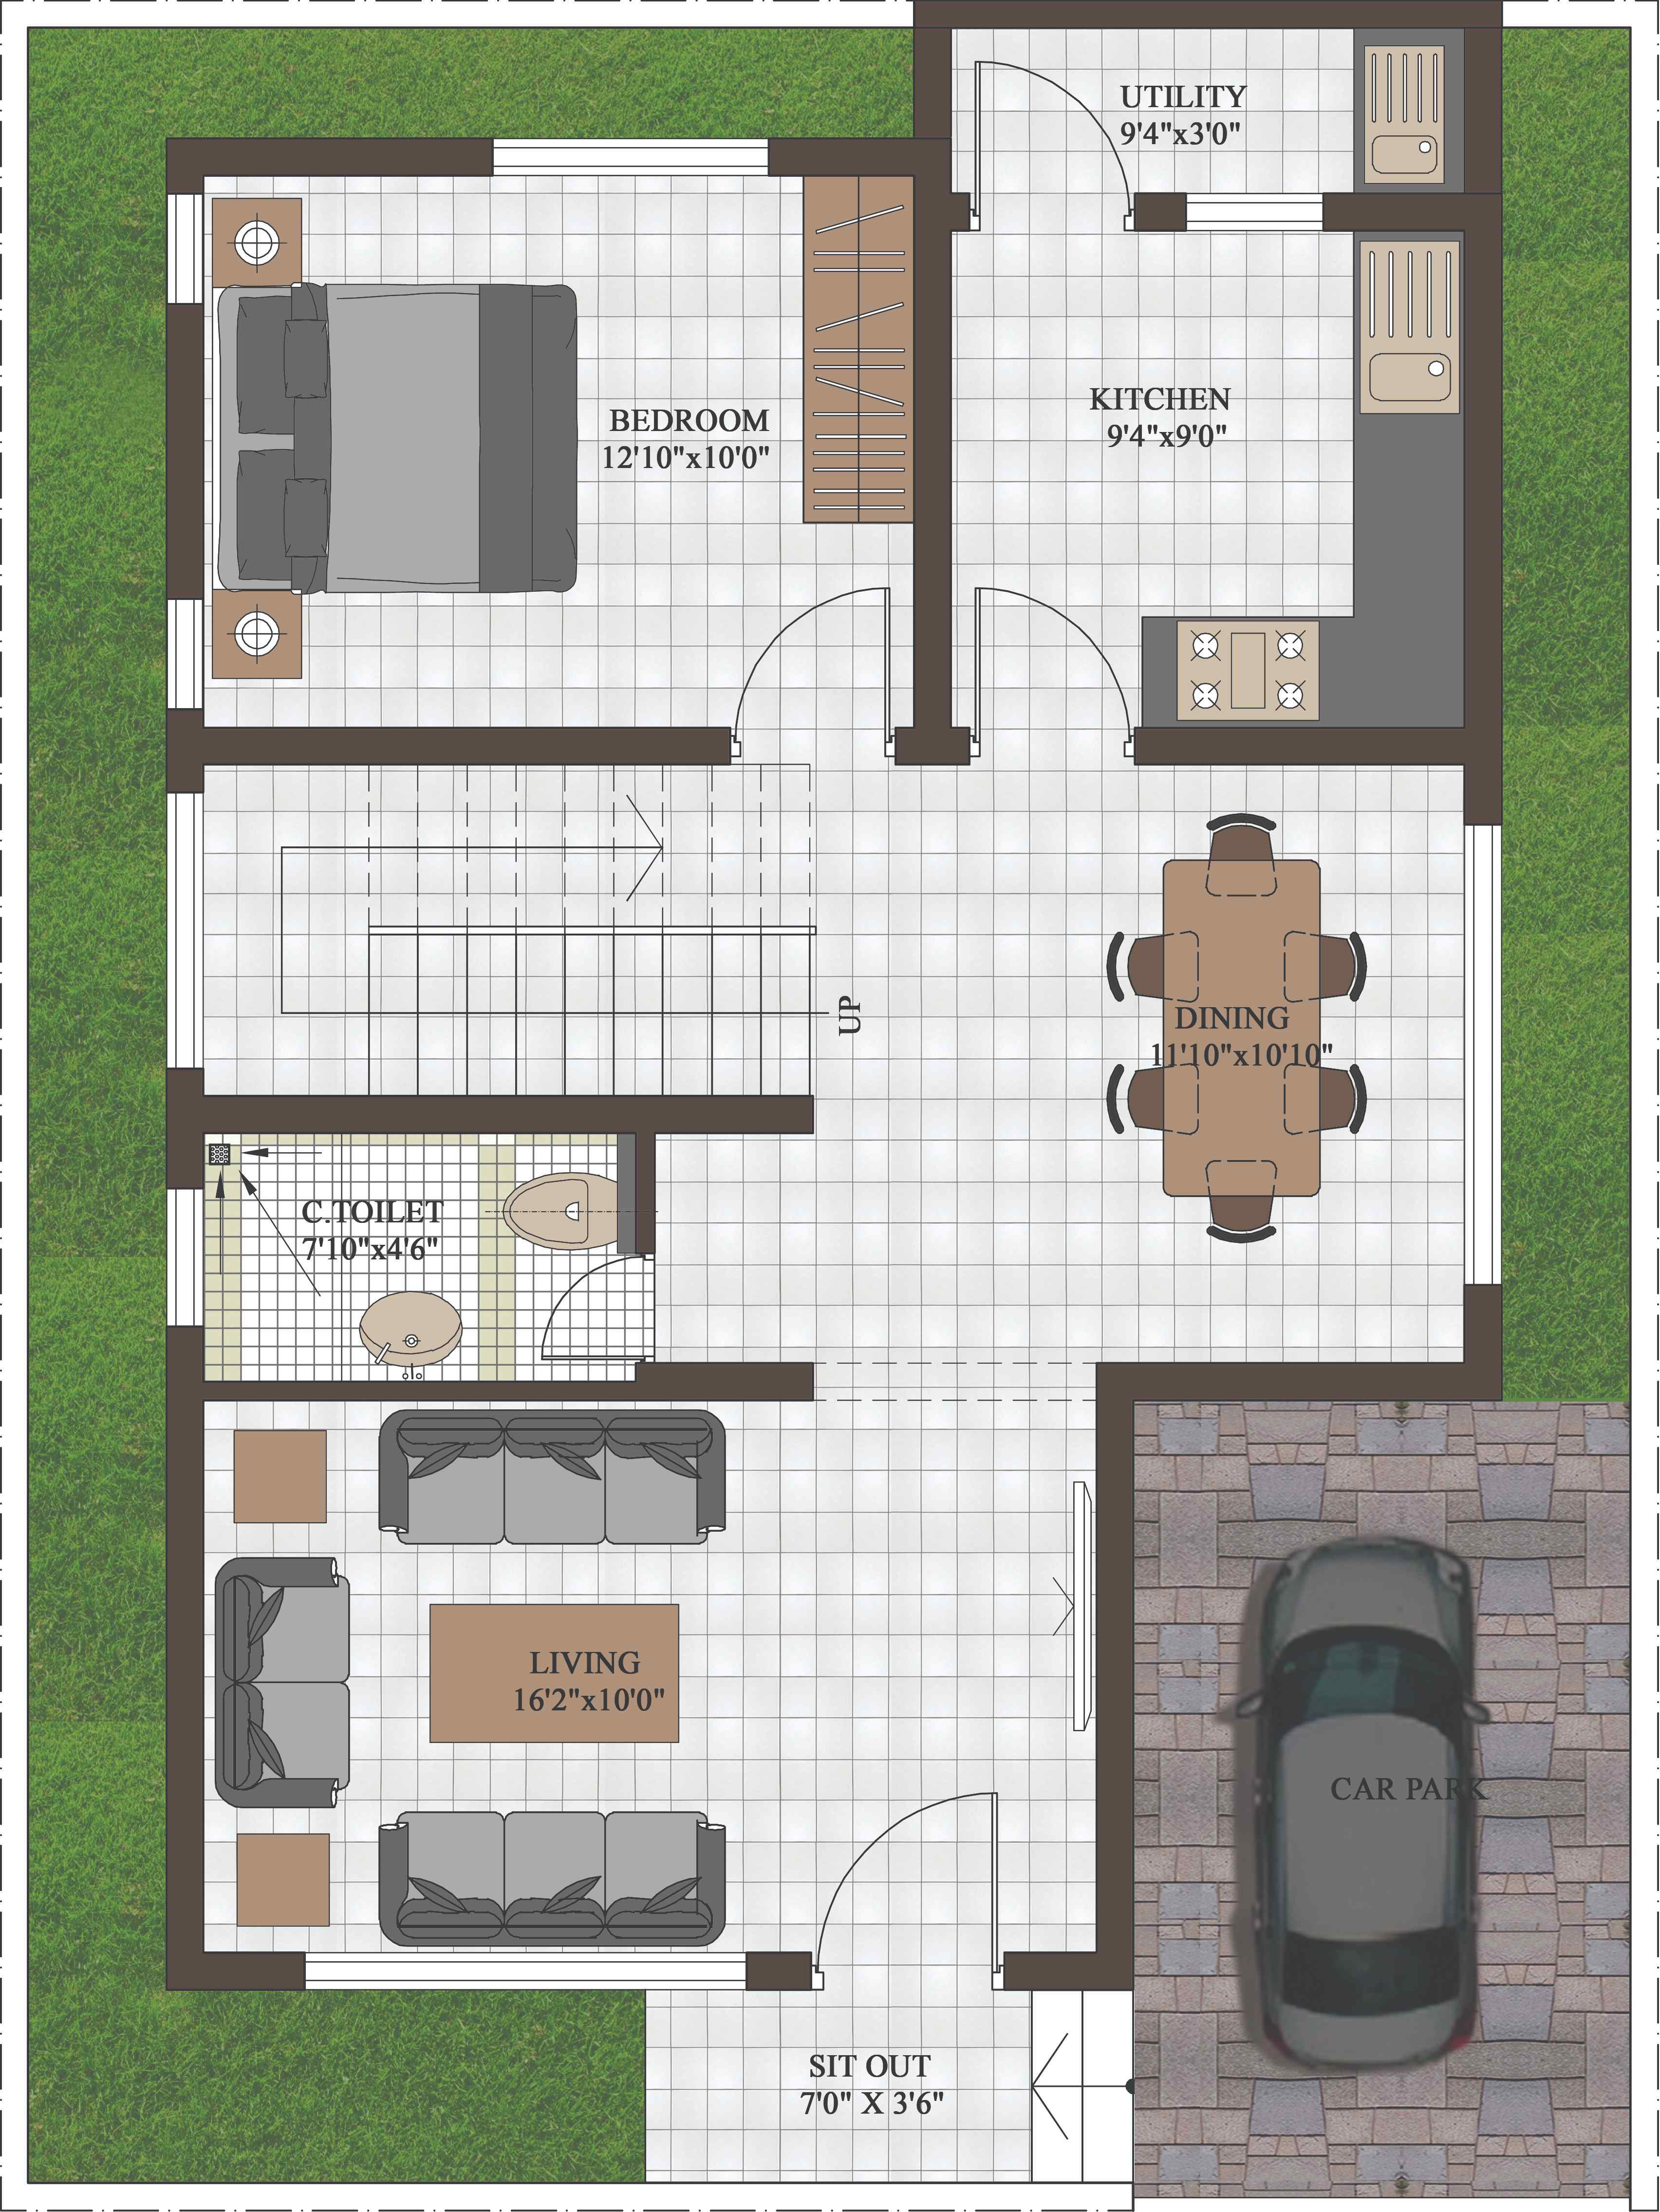 UTILITY
9'4"x3'0"
KITCHEN
9'4"x9'0"
BEDROOM
12'10"x10'0"
UP
DINING
11'10"x10'10"
C.TOILET
7'10"x4'6"
LIVING
16'2"x10'0"
CAR PARK
SIT OUT
7'0" X 3'6"